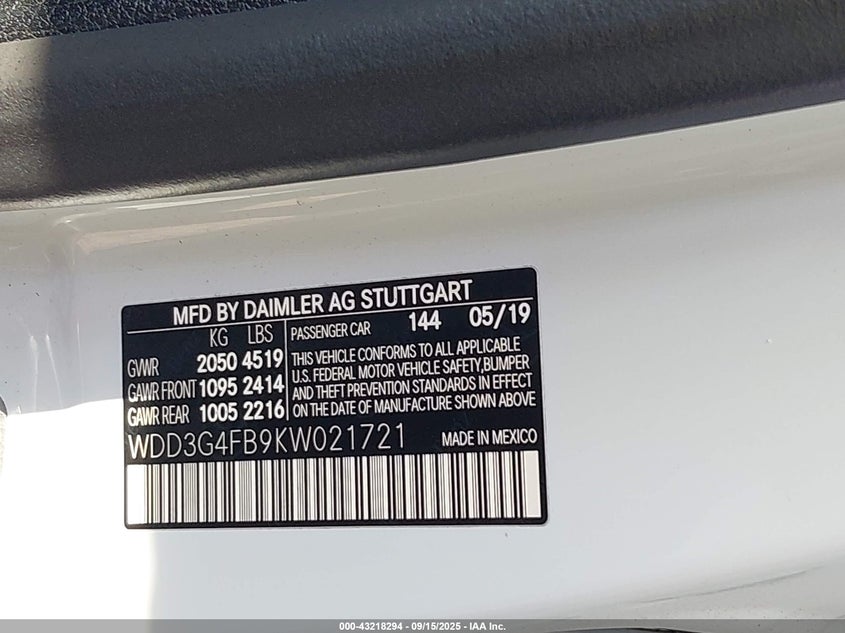 MFD BY DAIMLER AG STUTTGART
KG LBS PASSENGER CAR 144 05/19
GVWR 2050 4519
GAWR FRONT 1095 2414
GAWR REAR 1005 2216
THIS VEHICLE CONFORMS TO ALL APPLICABLE
U.S. FEDERAL MOTOR VEHICLE SAFETY,BUMPER
AND THEFT PREVENTION STANDARDS IN EFFECT
ON THE DATE OF MANUFACTURE SHOWN ABOVE
WDD3G4FB9KW021721 MADE IN MEXICO
000-43218294 - 09/15/2025 - IAA Inc.